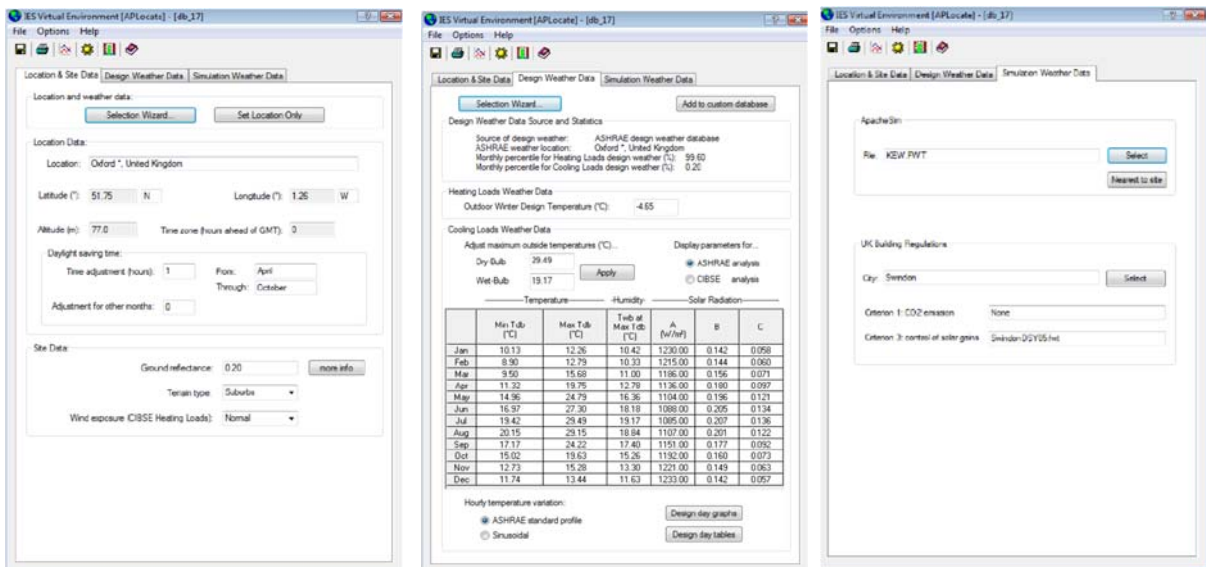 IES Virtual Environment [APLocate] - [db_17]
File Options Help
Location & Site Data Design Weather Data Simulation Weather Data
Location and weather data:
Selection Wizard... Set Location Only
Location Data:
Location: Oxford *, United Kingdom
Latitude (°): 51.75 N Longitude (°): 1.26 W
Altitude (m): 77.0 Time zone (hours ahead of GMT): 0
Daylight saving time:
Time adjustment (hours): 1 From: April
Through: October
Adjustment for other months: 0
Site Data:
Ground reflectance: 0.20 more info
Terrain type: Suburbs
Wind exposure (CIBSE Heating Loads): Normal
IES Virtual Environment [APLocate] - [db_17]
File Options Help
Location & Site Data Design Weather Data Simulation Weather Data
Selection Wizard... Add to custom database
Design Weather Data Source and Statistics
Source of design weather: ASHRAE design weather database
ASHRAE weather location: Oxford *, United Kingdom
Monthly percentile for Heating Loads design weather (%): 99.60
Monthly percentile for Cooling Loads design weather (%): 0.20
Heating Loads Weather Data
Outdoor Winter Design Temperature (°C): -4.65
Cooling Loads Weather Data
Adjust maximum outside temperatures (°C)... Display parameters for...
Dry-Bulb 29.49 ASHRAE analysis
Apply
Wet-Bulb 19.17 CIBSE analysis
Temperature Humidity Solar Radiation
Min Tdb (°C) Max Tdb (°C) Twb at Max Tdb (°C) A (W/m²) B C
Jan 10.13 12.26 10.42 1230.00 0.142 0.058
Feb 8.90 12.79 10.33 1215.00 0.144 0.060
Mar 9.50 15.68 11.00 1186.00 0.156 0.071
Apr 11.32 19.75 12.78 1136.00 0.180 0.097
May 14.96 24.79 16.36 1104.00 0.196 0.121
Jun 16.97 27.30 18.18 1088.00 0.205 0.134
Jul 19.42 29.49 19.17 1085.00 0.207 0.136
Aug 20.15 29.15 18.84 1107.00 0.201 0.122
Sep 17.17 24.22 17.40 1151.00 0.177 0.092
Oct 15.02 19.63 15.26 1192.00 0.160 0.073
Nov 12.73 15.28 13.30 1221.00 0.149 0.063
Dec 11.74 13.44 11.63 1233.00 0.142 0.057
Hourly temperature variation:
ASHRAE standard profile Design day graphs
Sinusoidal Design day tables
IES Virtual Environment [APLocate] - [db_17]
File Options Help
Location & Site Data Design Weather Data Simulation Weather Data
ApacheSim
File: KEW.FWT Select
Nearest to site
UK Building Regulations
City: Swindon Select
Criterion 1: CO2 emission None
Criterion 3: control of solar gains SwindonDSY05.fwt